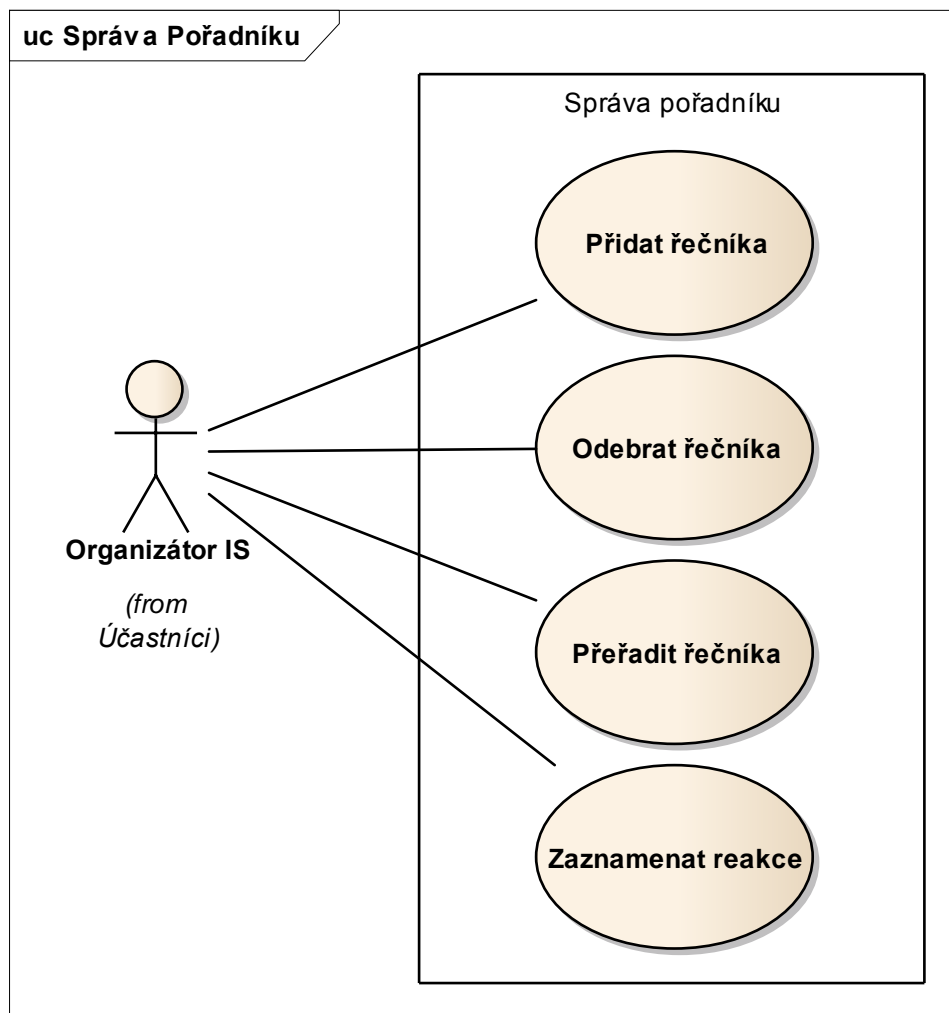 uc Správa Pořadníku
Správa pořadníku
Přidat řečníka
Odebrat řečníka
Organizátor IS
(from
Účastníci)
Přeřadit řečníka
Zaznamenat reakce